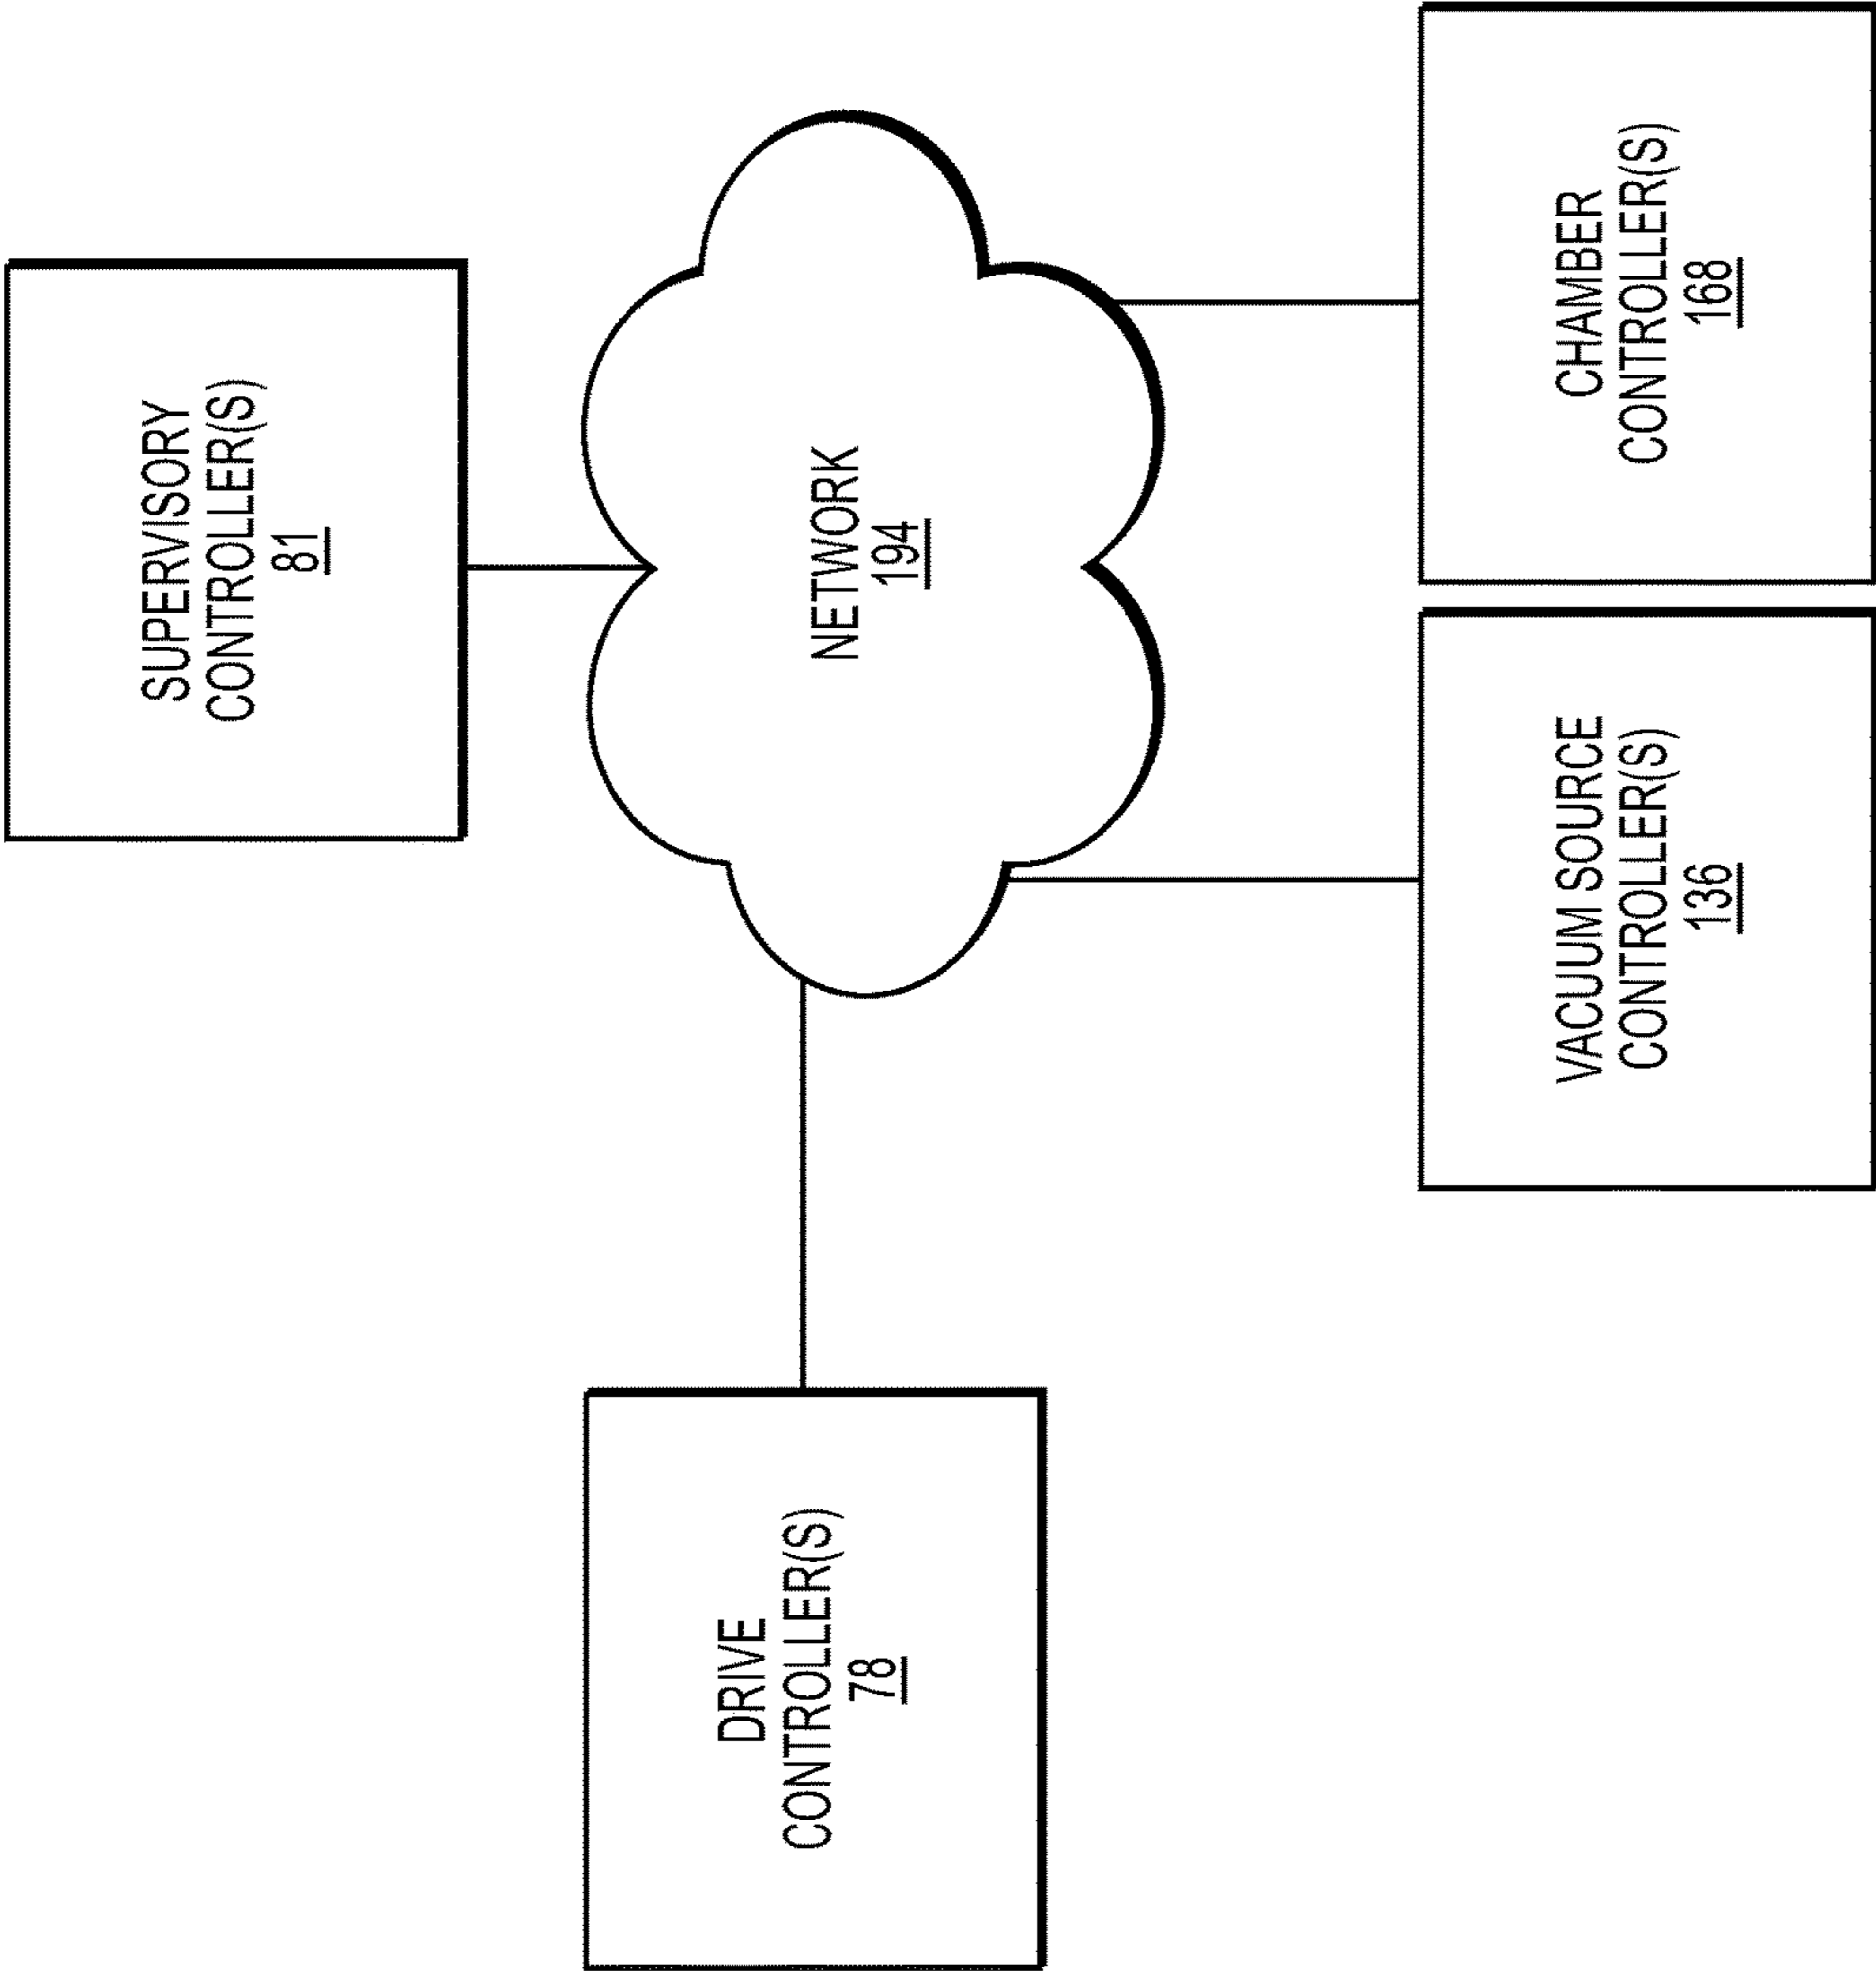 SUPERVISORY
CONTROLLER(S)
81
NETWORK
194
DRIVE
CONTROLLER(S)
78
VACUUM SOURCE
CONTROLLER(S)
136
CHAMBER
CONTROLLER(S)
168